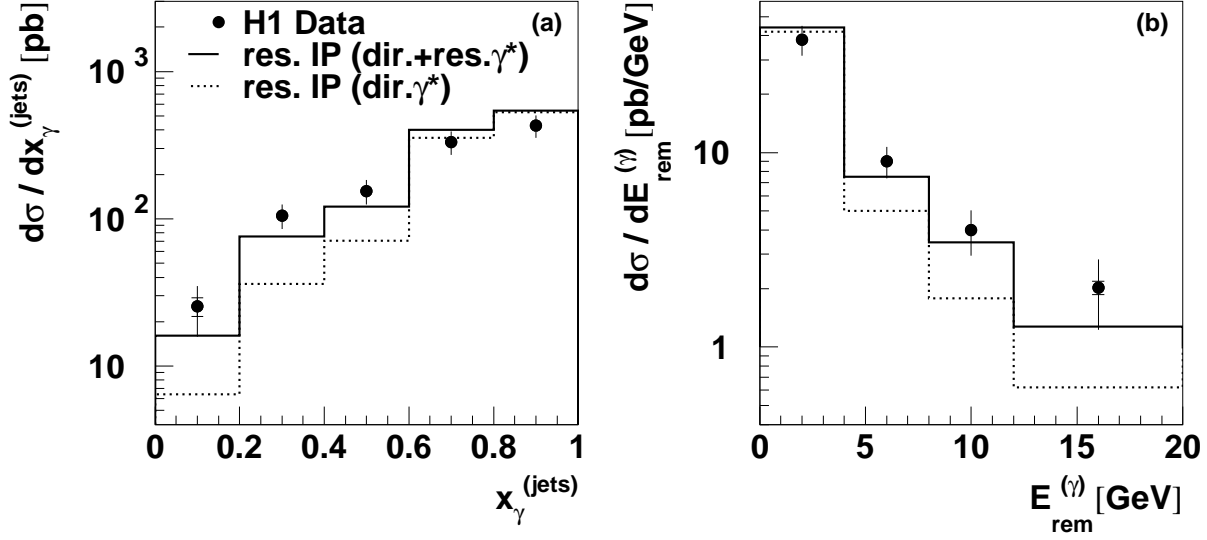 dσ / dx_γ^(jets) [pb]
10^3
10^2
10
H1 Data
res. IP (dir.+res.γ*)
res. IP (dir.γ*)
(a)
0 0.2 0.4 0.6 0.8 1
x_γ^(jets)
dσ / dE_rem^(γ) [pb/GeV]
10
1
(b)
0 5 10 15 20
E_rem^(γ) [GeV]